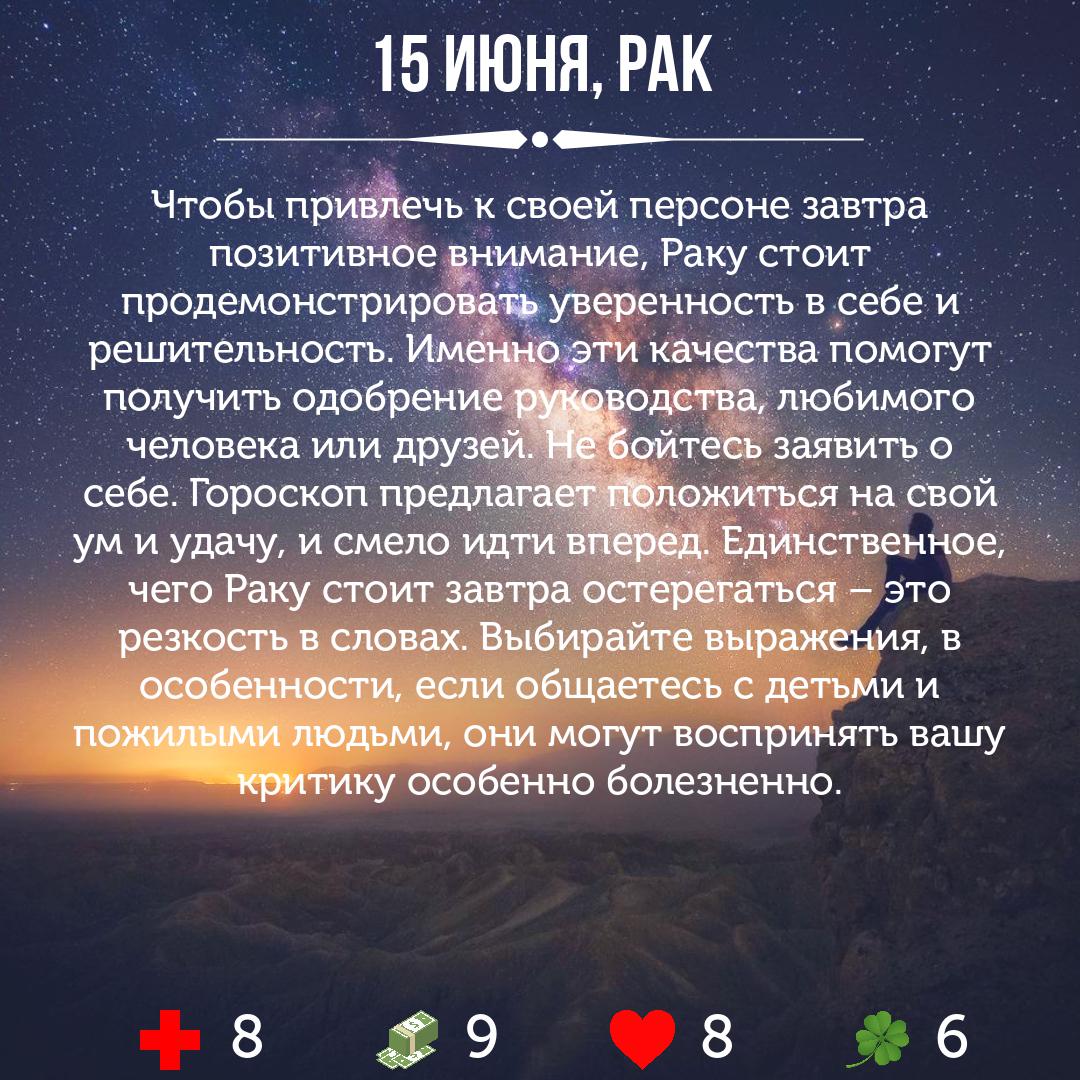 15 ИЮНЯ, РАК
Чтобы привлечь к своей персоне завтра
позитивное внимание, Раку стоит
продемонстрировать уверенность в себе и
решительность. Именно эти качества помогут
получить одобрение руководства, любимого
человека или друзей. Не бойтесь заявить о
себе. Гороскоп предлагает положиться на свой
ум и удачу, и смело идти вперед. Единственное,
чего Раку стоит завтра остерегаться – это
резкость в словах. Выбирайте выражения, в
особенности, если общаетесь с детьми и
пожилыми людьми, они могут воспринять вашу
критику особенно болезненно.
8 9 8 6